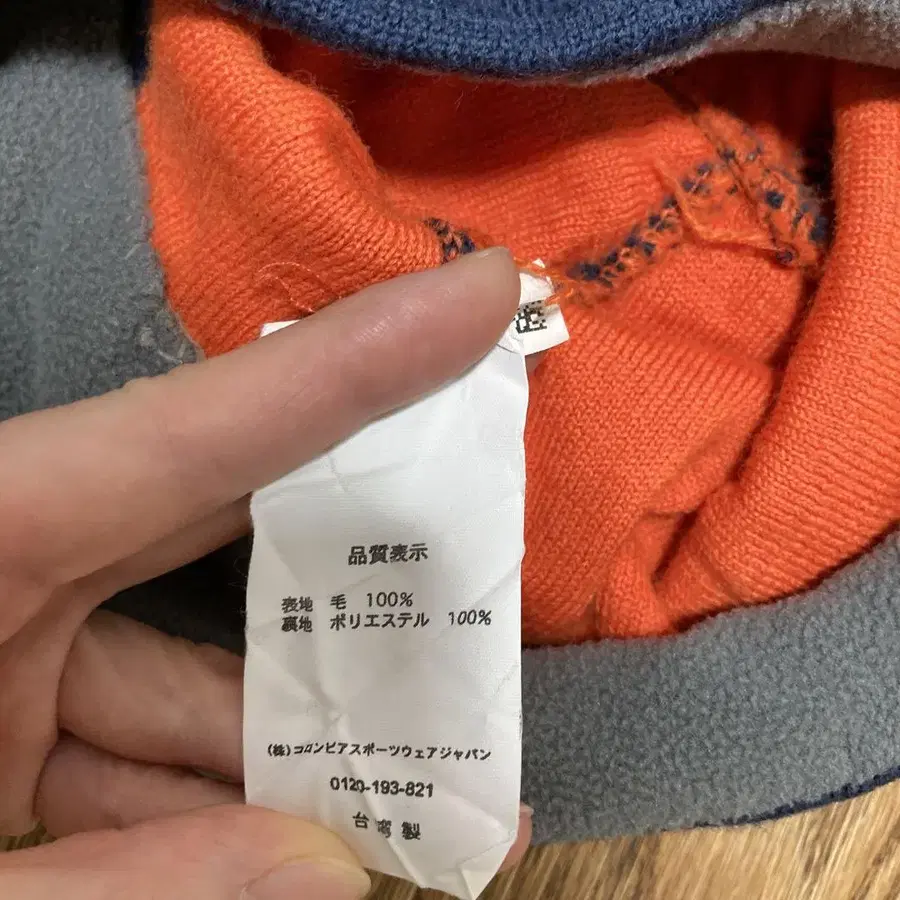 品質表示
表地 毛 100%
裏地 ポリエステル 100%
(株)コロンビアスポーツウェアジャパン
0120-193-821
台湾製